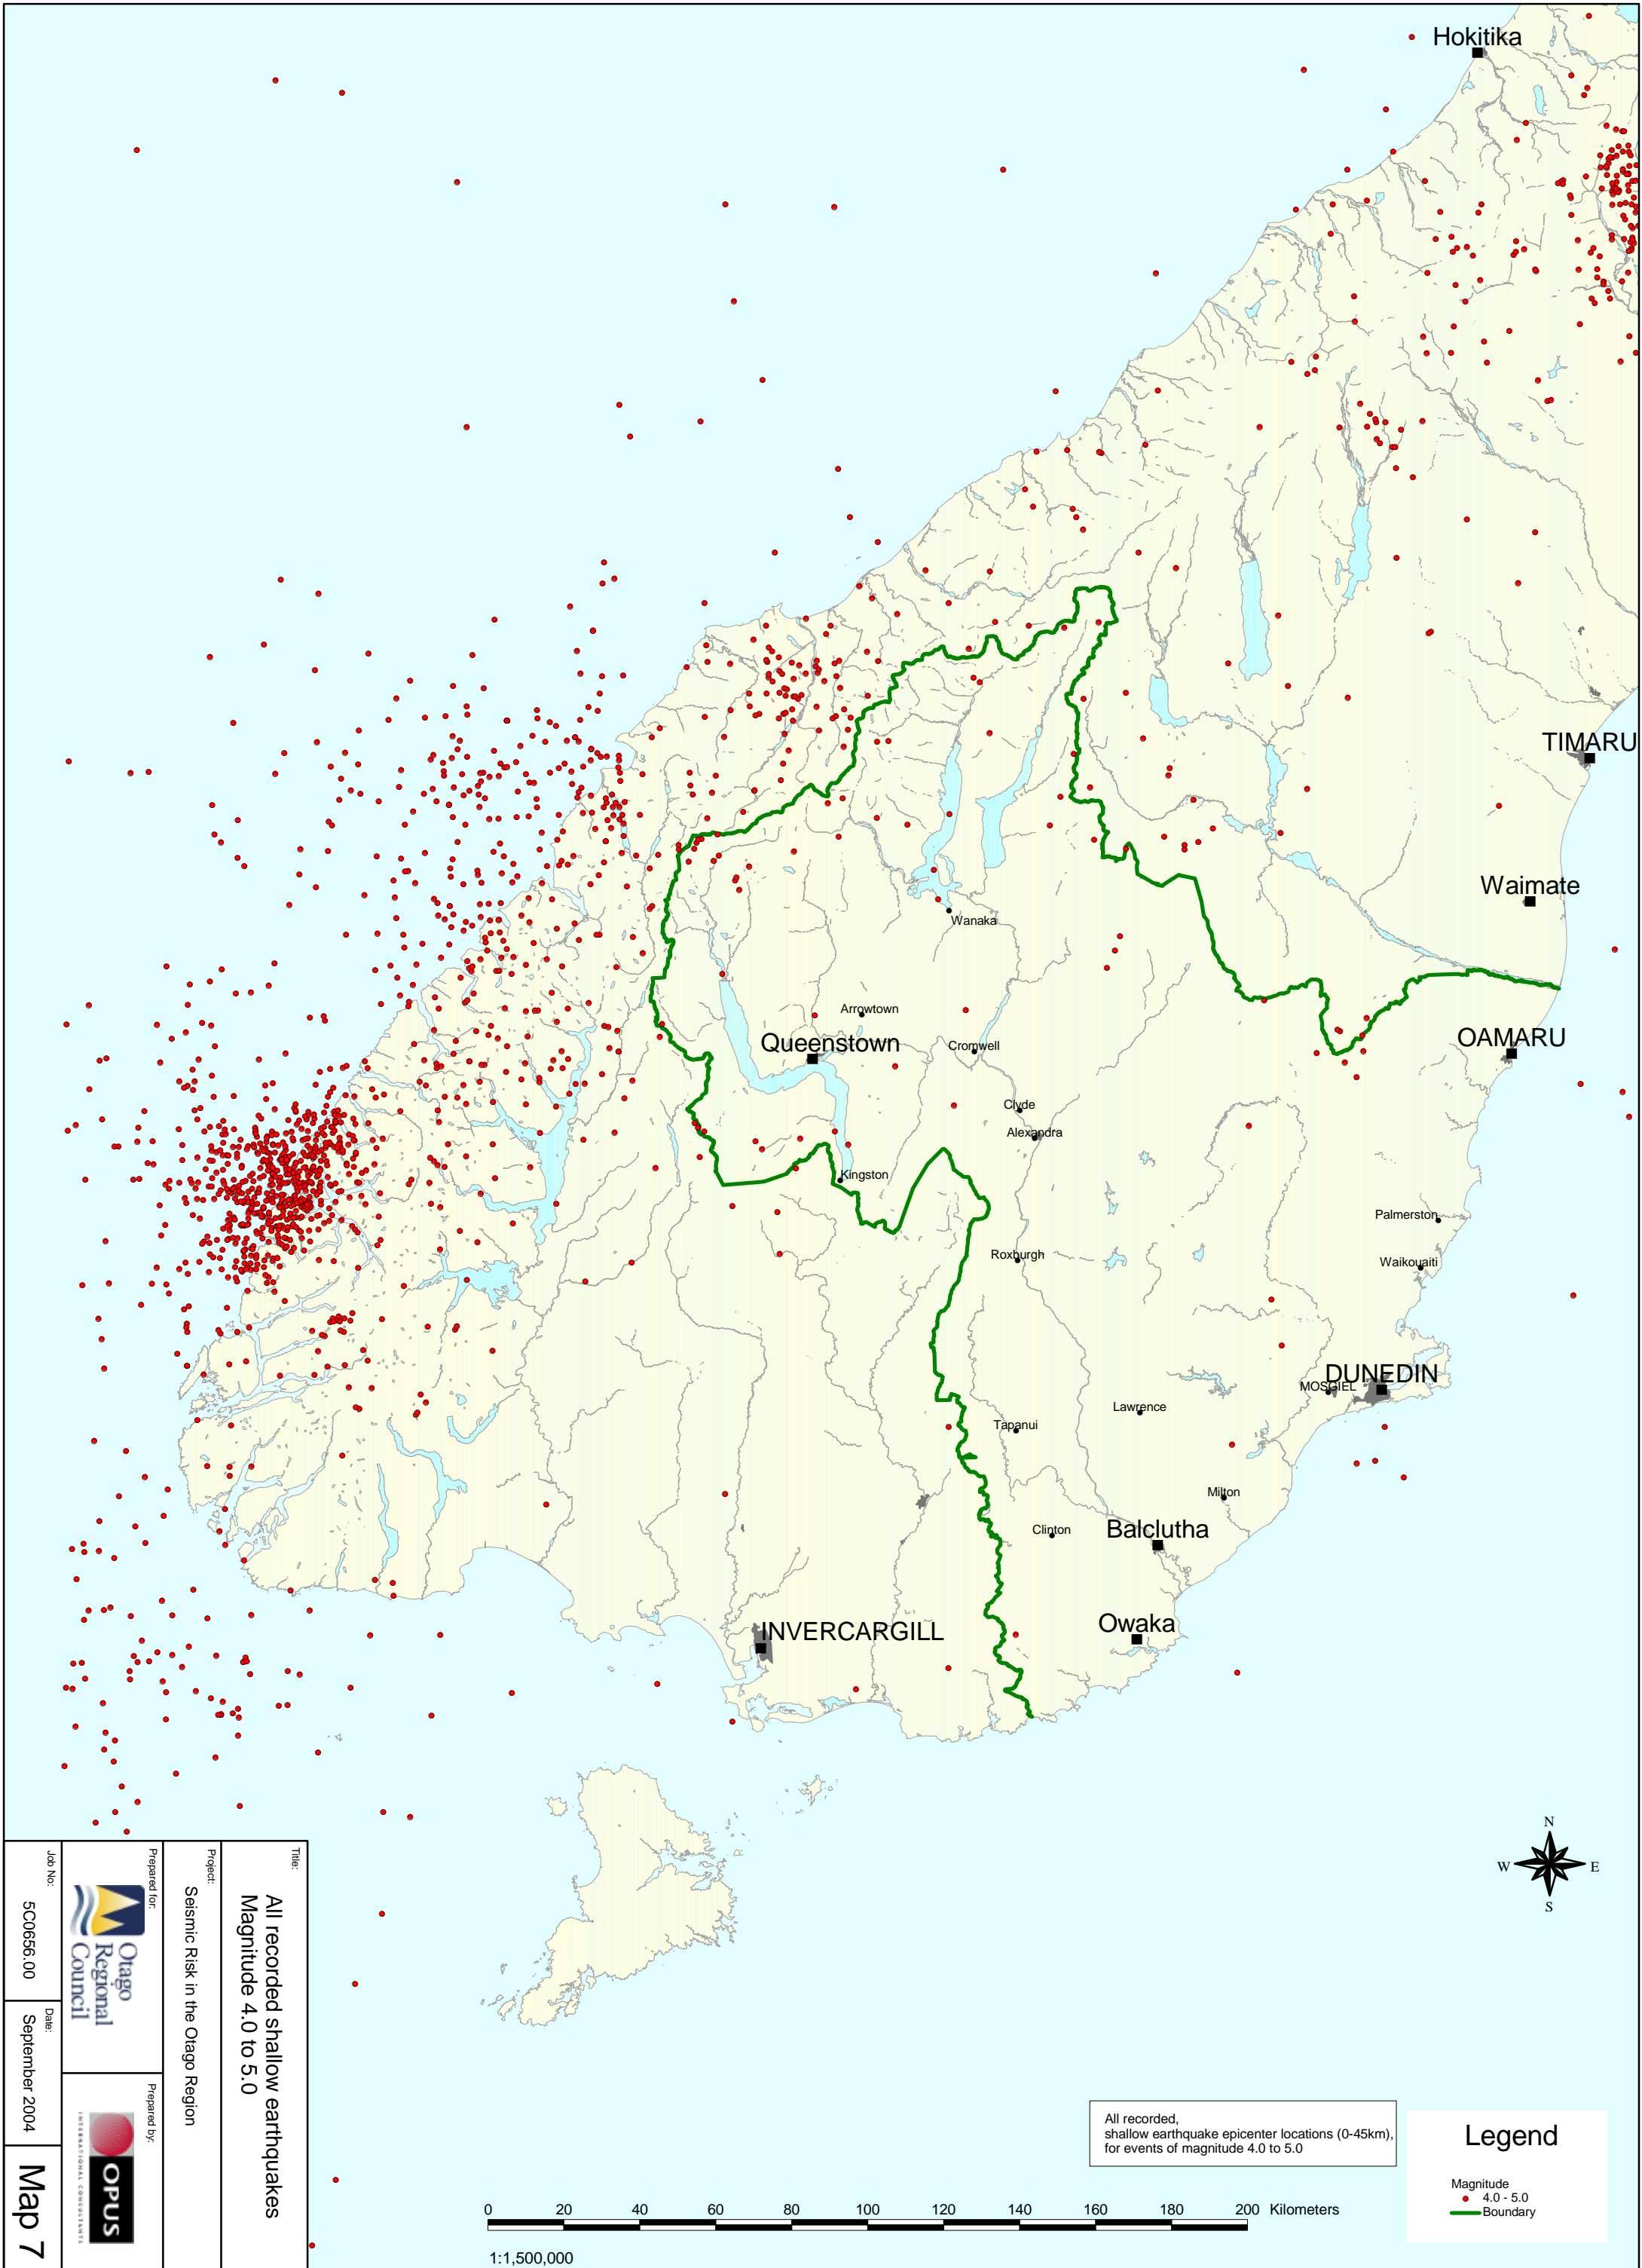 Hokitika
TIMARU
Waimate
Wanaka
Arrowtown
Queenstown
Cromwell
OAMARU
Clyde
Alexandra
Kingston
Palmerston
Roxburgh
Waikouaiti
DUNEDIN
MOSGIEL
Lawrence
Tapanui
Milton
Clinton
Balclutha
Owaka
INVERCARGILL
N
W
E
S
Title:
All recorded shallow earthquakes
Magnitude 4.0 to 5.0
Project:
Seismic Risk in the Otago Region
Prepared for:
Otago
Regional
Council
Prepared by:
OPUS
INTERNATIONAL CONSULTANTS
Job No:
5C0656.00
Date:
September 2004
Map 7
All recorded,
shallow earthquake epicenter locations (0-45km),
for events of magnitude 4.0 to 5.0
Legend
Magnitude
4.0 - 5.0
Boundary
0 20 40 60 80 100 120 140 160 180 200 Kilometers
1:1,500,000